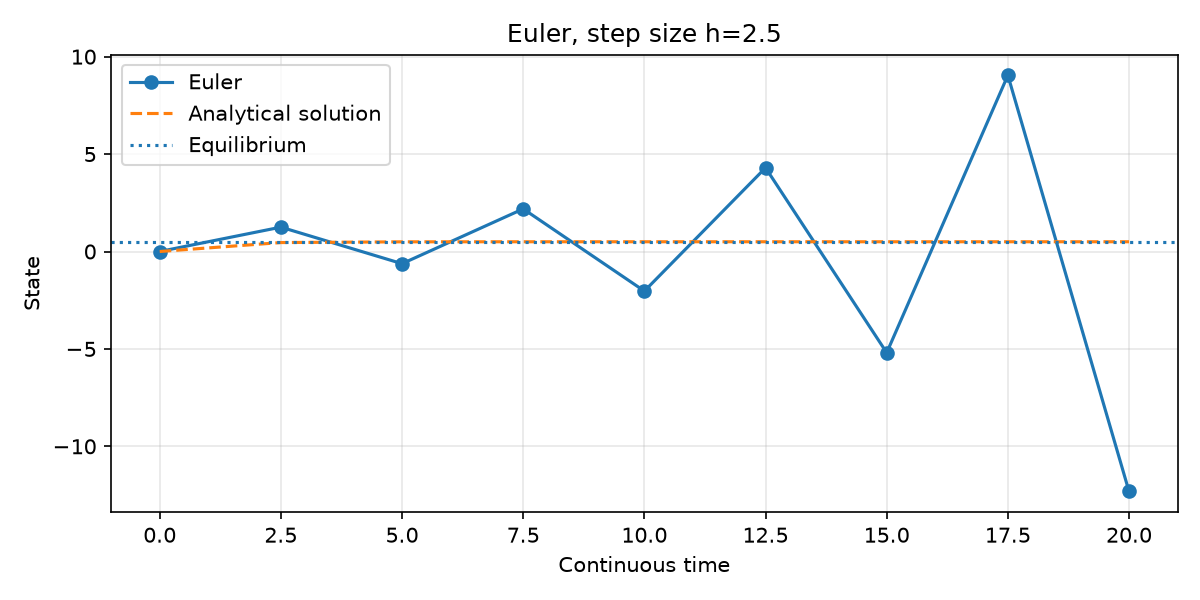 Euler, step size h=2.5
Euler
Analytical solution
Equilibrium
10
5
0
−5
−10
State
0.0 2.5 5.0 7.5 10.0 12.5 15.0 17.5 20.0
Continuous time